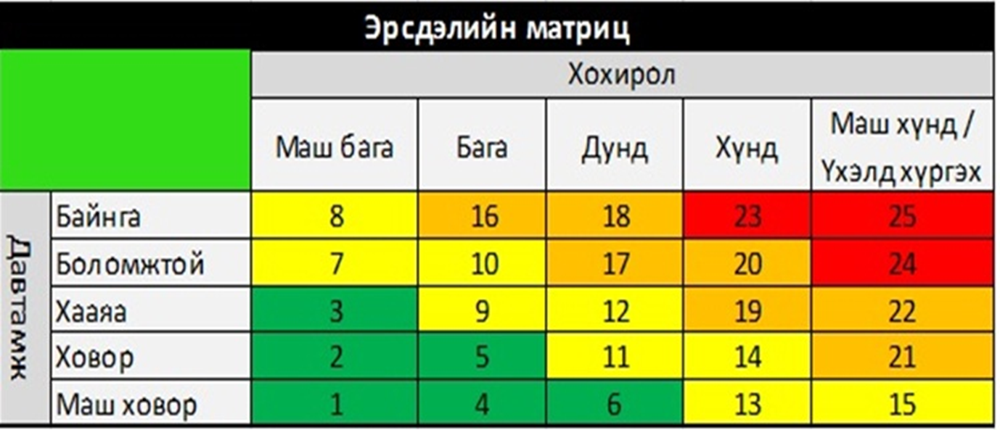 Эрсдэлийн матриц
Хохирол
Маш бага Бага Дунд Хүнд Маш хүнд /
Үхэлд хүргэх
Давтамж
Байнга 8 16 18 23 25
Боломжтой 7 10 17 20 24
Хааяа 3 9 12 19 22
Ховор 2 5 11 14 21
Маш ховор 1 4 6 13 15